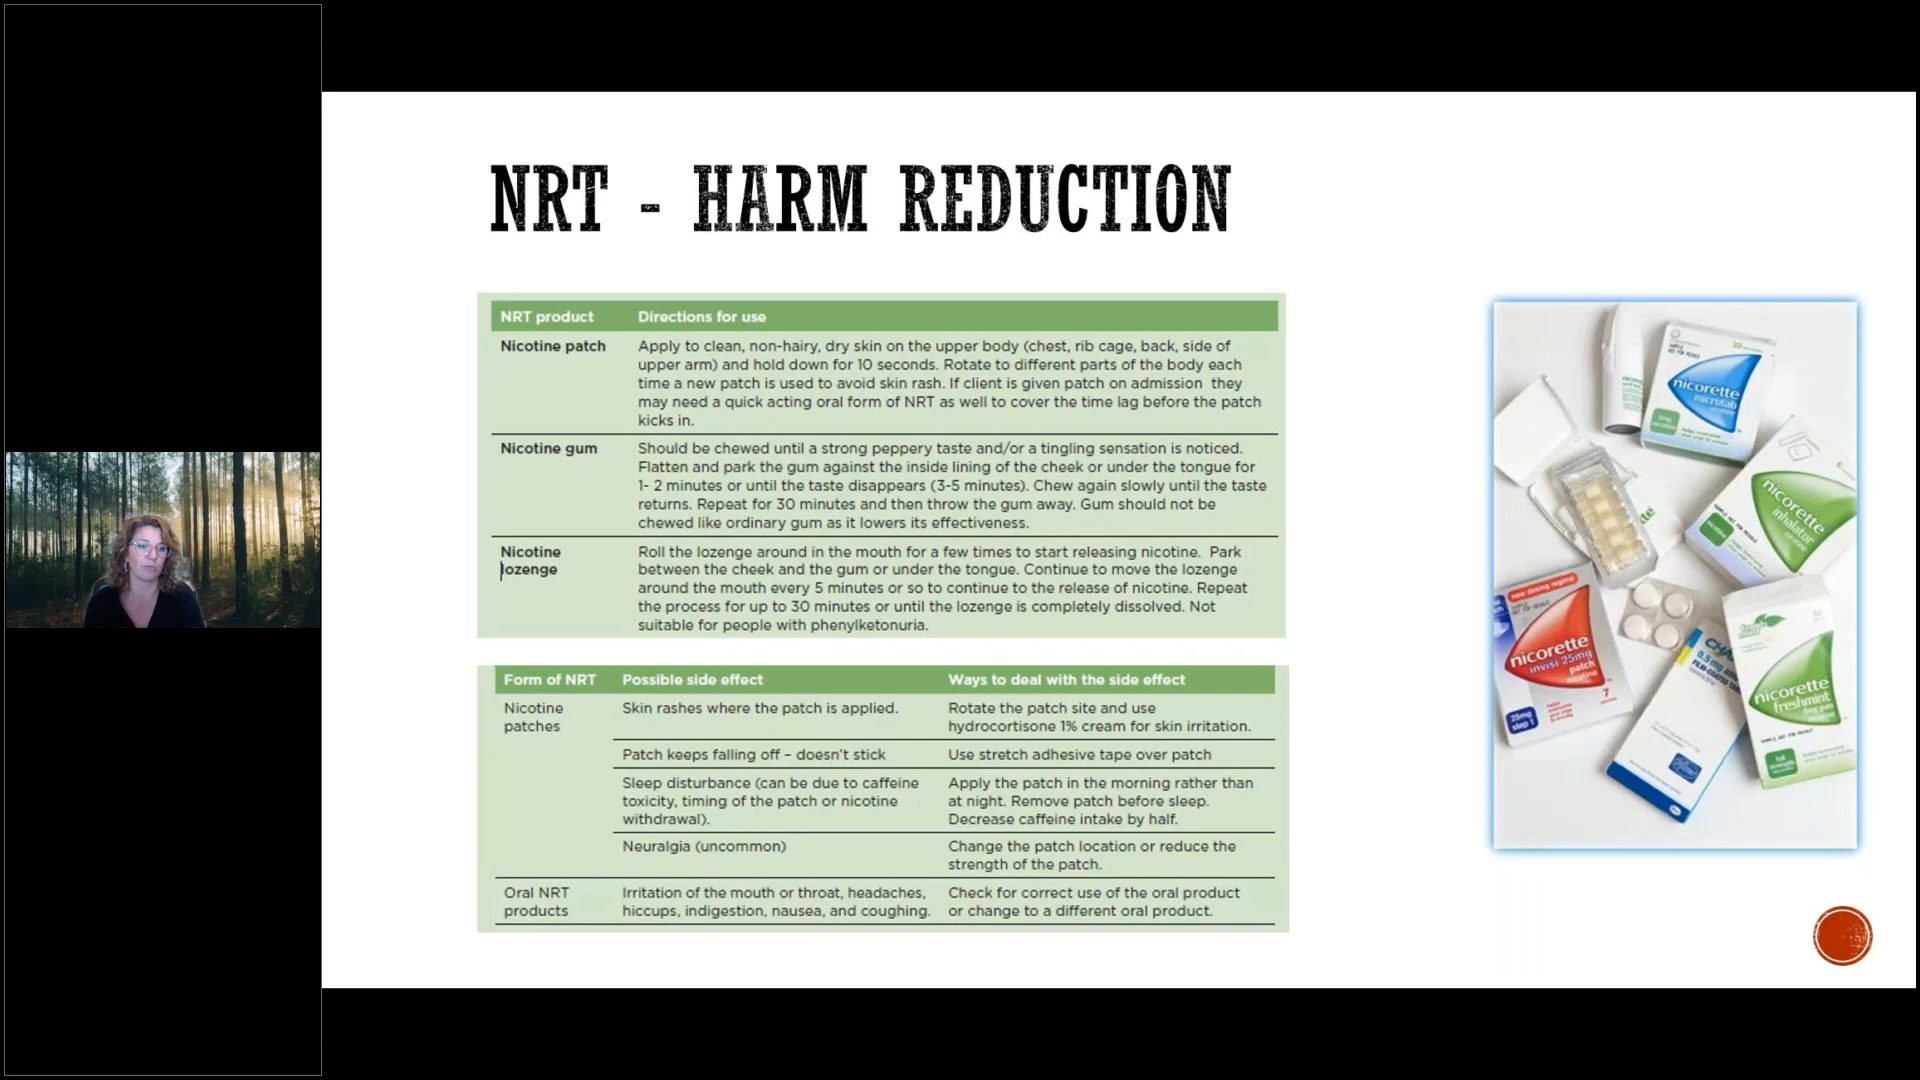 NRT - HARM REDUCTION
NRT product Directions for use
Nicotine patch Apply to clean, non-hairy, dry skin on the upper body (chest, rib cage, back, side of
upper arm) and hold down for 10 seconds. Rotate to different parts of the body each
time a new patch is used to avoid skin rash. If client is given patch on admission they
may need a quick acting oral form of NRT as well to cover the time lag before the patch
kicks in.
Nicotine gum Should be chewed until a strong peppery taste and/or a tingling sensation is noticed.
Flatten and park the gum against the inside lining of the cheek or under the tongue for
1- 2 minutes or until the taste disappears (3-5 minutes). Chew again slowly until the taste
returns. Repeat for 30 minutes and then throw the gum away. Gum should not be
chewed like ordinary gum as it lowers its effectiveness.
Nicotine Roll the lozenge around in the mouth for a few times to start releasing nicotine. Park
lozenge between the cheek and the gum or under the tongue. Continue to move the lozenge
around the mouth every 5 minutes or so to continue to the release of nicotine. Repeat
the process for up to 30 minutes or until the lozenge is completely dissolved. Not
suitable for people with phenylketonuria.
Form of NRT Possible side effect Ways to deal with the side effect
Nicotine Skin rashes where the patch is applied. Rotate the patch site and use
patches hydrocortisone 1% cream for skin irritation.
Patch keeps falling off – doesn't stick Use stretch adhesive tape over patch
Sleep disturbance (can be due to caffeine Apply the patch in the morning rather than
toxicity, timing of the patch or nicotine at night. Remove patch before sleep.
withdrawal). Decrease caffeine intake by half.
Neuralgia (uncommon) Change the patch location or reduce the
strength of the patch.
Oral NRT Irritation of the mouth or throat, headaches, Check for correct use of the oral product
products hiccups, indigestion, nausea, and coughing. or change to a different oral product.
nicorette
microtab
nicorette
inhalator
nicotine
new dosing regime
nicorette
invisi 25mg
patch
nicotine
7
25mg
step 1
nicorette
freshmint